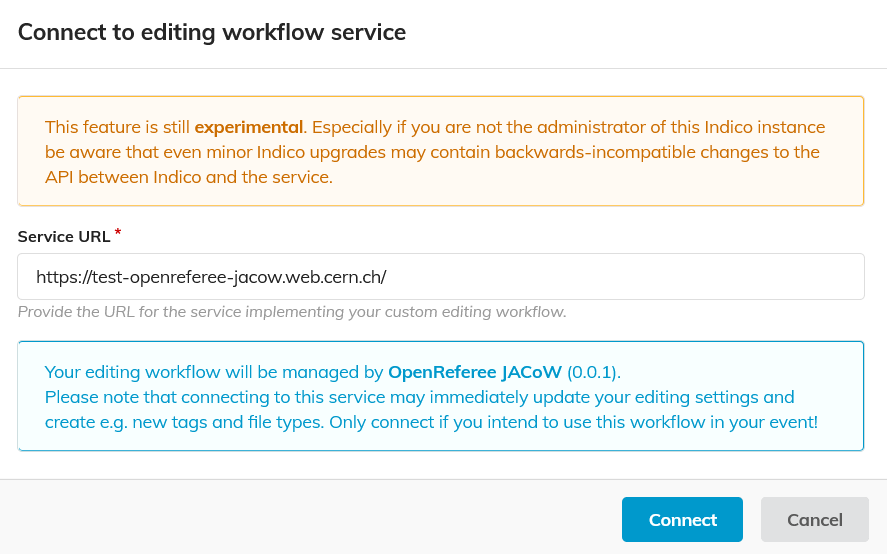 Connect to editing workflow service
This feature is still experimental. Especially if you are not the administrator of this Indico instance
be aware that even minor Indico upgrades may contain backwards-incompatible changes to the
API between Indico and the service.
Service URL *
https://test-openreferee-jacow.web.cern.ch/
Provide the URL for the service implementing your custom editing workflow.
Your editing workflow will be managed by OpenReferee JACoW (0.0.1).
Please note that connecting to this service may immediately update your editing settings and
create e.g. new tags and file types. Only connect if you intend to use this workflow in your event!
Connect
Cancel